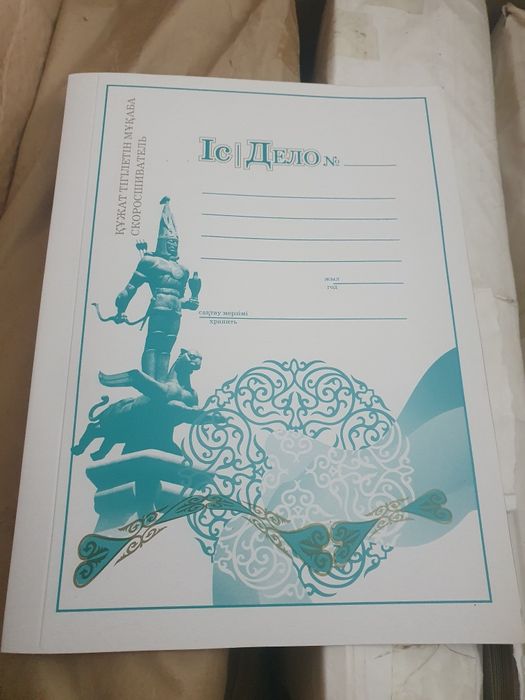 ҚҰЖАТ ТІГІЛЕТІН МҰҚАБА
СКОРОСШИВАТЕЛЬ
Іс|Дело №
жыл
год
сақтау мерзімі
хранить